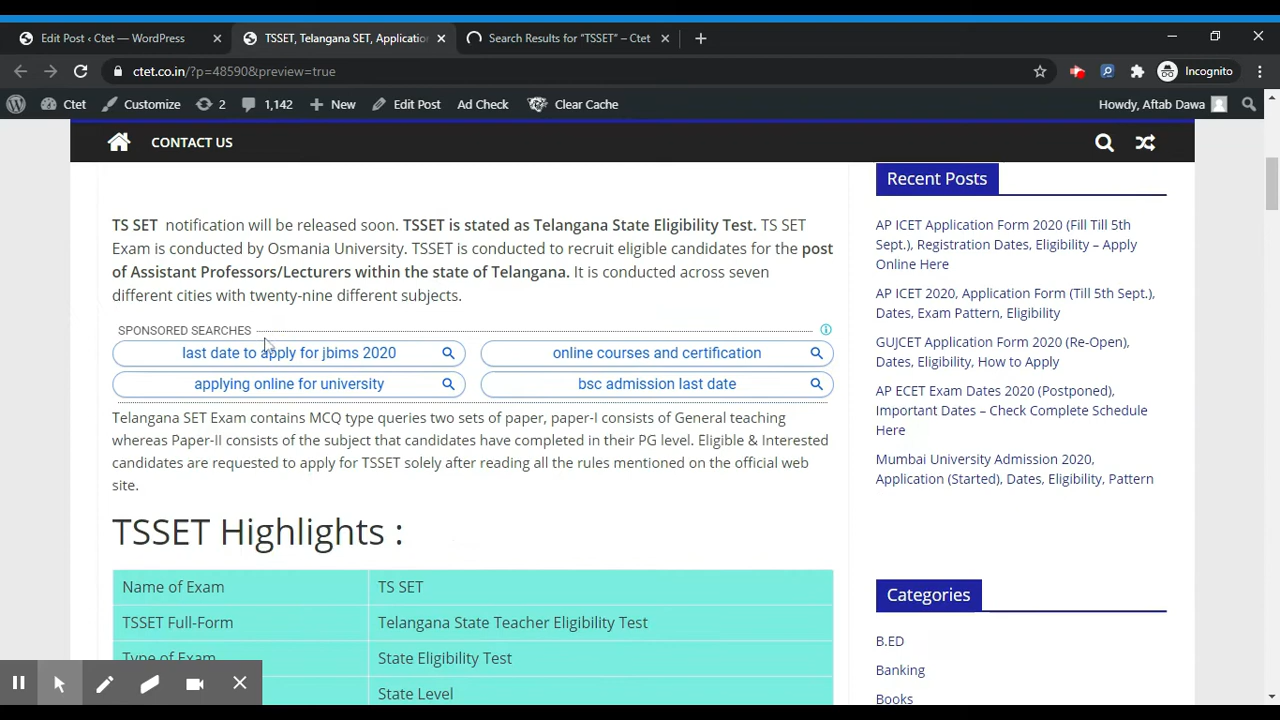 Edit Post ‹ Ctet — WordPress
TSSET, Telangana SET, Applicatio
Search Results for “TSSET” – Ctet
ctet.co.in/?p=48590&preview=true
Incognito
Ctet
Customize
2
1,142
New
Edit Post
Ad Check
Clear Cache
Howdy, Aftab Dawa
CONTACT US
TS SET notification will be released soon. TSSET is stated as Telangana State Eligibility Test. TS SET
Exam is conducted by Osmania University. TSSET is conducted to recruit eligible candidates for the post
of Assistant Professors/Lecturers within the state of Telangana. It is conducted across seven
different cities with twenty-nine different subjects.
SPONSORED SEARCHES
last date to apply for jbims 2020
online courses and certification
applying online for university
bsc admission last date
Telangana SET Exam contains MCQ type queries two sets of paper, paper-I consists of General teaching
whereas Paper-II consists of the subject that candidates have completed in their PG level. Eligible & Interested
candidates are requested to apply for TSSET solely after reading all the rules mentioned on the official web
site.
TSSET Highlights :
Name of Exam
TS SET
TSSET Full-Form
Telangana State Teacher Eligibility Test
Type of Exam
State Eligibility Test
State Level
Recent Posts
AP ICET Application Form 2020 (Fill Till 5th
Sept.), Registration Dates, Eligibility – Apply
Online Here
AP ICET 2020, Application Form (Till 5th Sept.),
Dates, Exam Pattern, Eligibility
GUJCET Application Form 2020 (Re-Open),
Dates, Eligibility, How to Apply
AP ECET Exam Dates 2020 (Postponed),
Important Dates – Check Complete Schedule
Here
Mumbai University Admission 2020,
Application (Started), Dates, Eligibility, Pattern
Categories
B.ED
Banking
Books